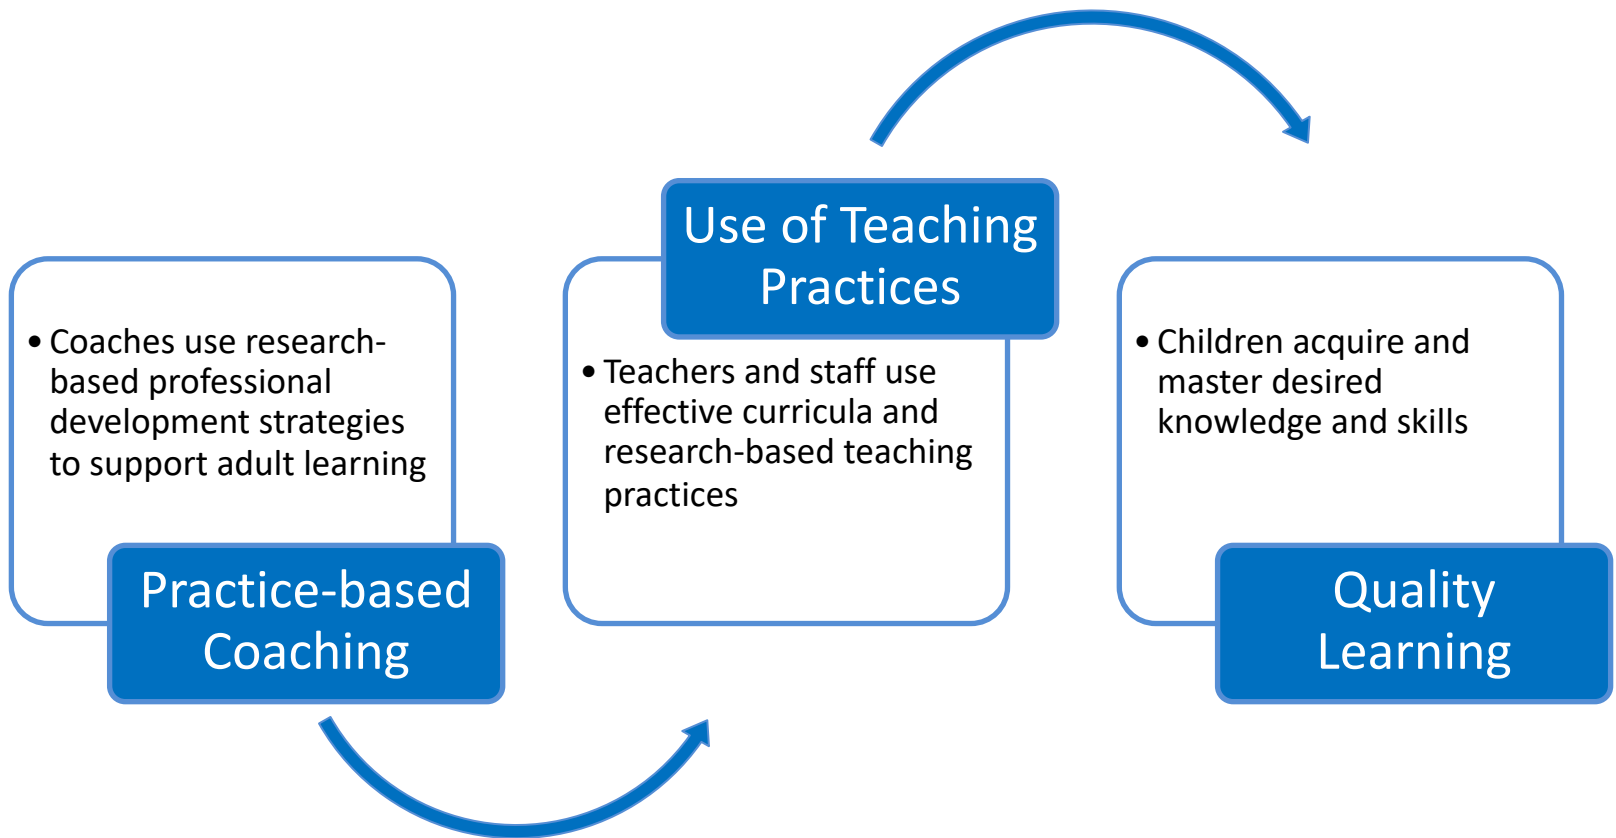 • Coaches use research-
based professional
development strategies
to support adult learning
Practice-based
Coaching
Use of Teaching
Practices
• Teachers and staff use
effective curricula and
research-based teaching
practices
• Children acquire and
master desired
knowledge and skills
Quality
Learning